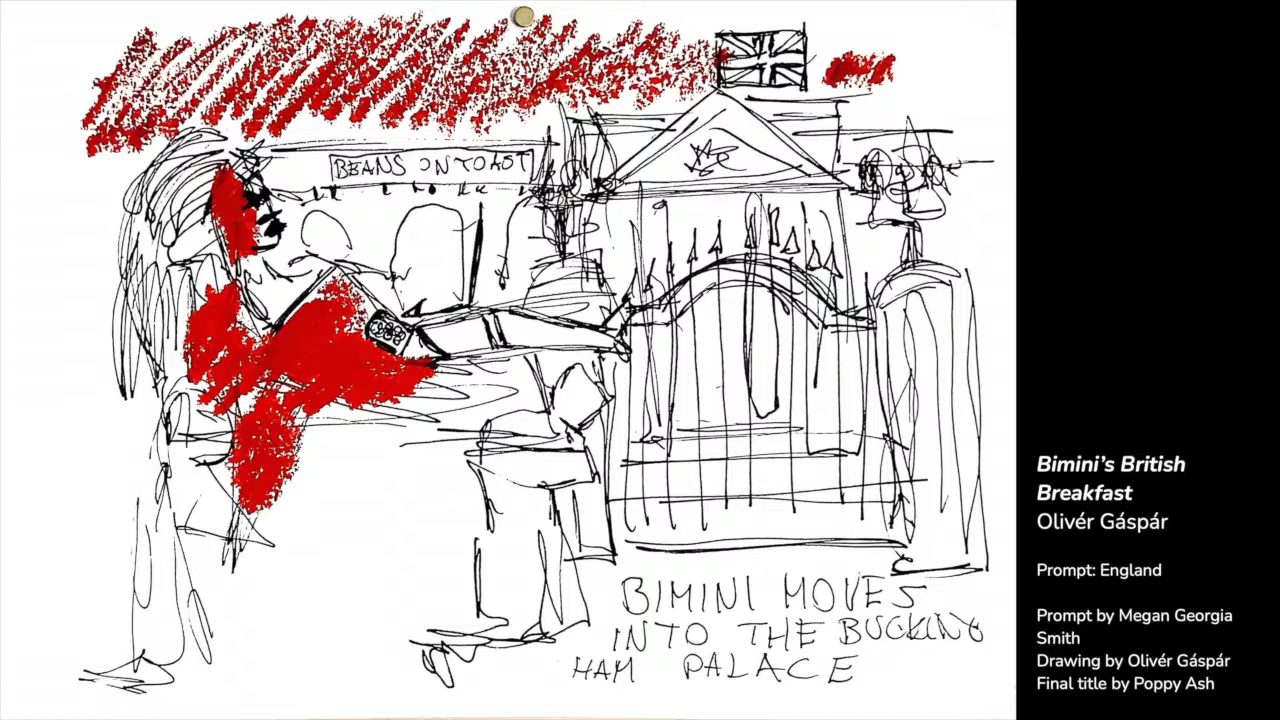 BEANS ON TOAST
BIMINI MOVES
INTO THE BUCKING
HAM PALACE
Bimini’s British
Breakfast
Olivér Gáspár
Prompt: England
Prompt by Megan Georgia
Smith
Drawing by Olivér Gáspár
Final title by Poppy Ash